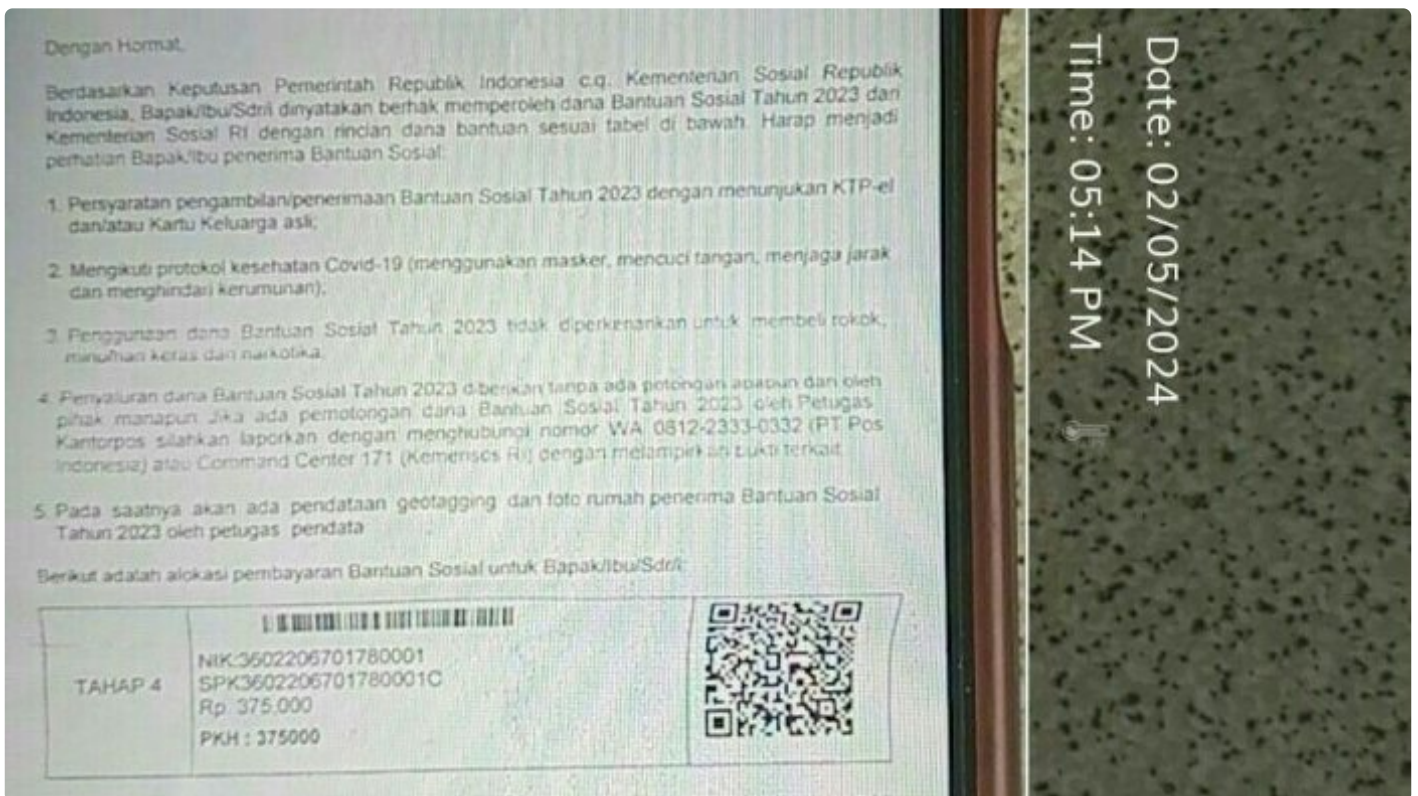 Dengan Hormat,
Berdasarkan Keputusan Pemerintah Republik Indonesia c.q. Kementerian Sosial Republik
Indonesia, Bapak/Ibu/Sdr/i dinyatakan berhak memperoleh dana Bantuan Sosial Tahun 2023 dari
Kementerian Sosial RI dengan rincian dana bantuan sesuai tabel di bawah. Harap menjadi
perhatian Bapak/Ibu penerima Bantuan Sosial:
1. Persyaratan pengambilan/penerimaan Bantuan Sosial Tahun 2023 dengan menunjukan KTP-el
dan/atau Kartu Keluarga asli;
2. Mengikuti protokol kesehatan Covid-19 (menggunakan masker, mencuci tangan, menjaga jarak
dan menghindari kerumunan);
3. Penggunaan dana Bantuan Sosial Tahun 2023 tidak diperkenankan untuk membeli rokok,
minuman keras dan narkotika.
4. Penyaluran dana Bantuan Sosial Tahun 2023 diberikan tanpa ada potongan apapun dan oleh
pihak manapun. Jika ada pemotongan dana Bantuan Sosial Tahun 2023 oleh Petugas
Kantorpos silahkan laporkan dengan menghubungi nomor WA 0812-2333-0332 (PT Pos
Indonesia) atau Command Center 171 (Kemensos RI) dengan melampirkan bukti terkait
5. Pada saatnya akan ada pendataan geotagging dan foto rumah penerima Bantuan Sosial
Tahun 2023 oleh petugas pendata
Berikut adalah alokasi pembayaran Bantuan Sosial untuk Bapak/Ibu/Sdr/i:
TAHAP 4
NIK:3602206701780001
SPK3602206701780001C
Rp. 375.000
PKH : 375000
Date: 02/05/2024
Time: 05:14 PM